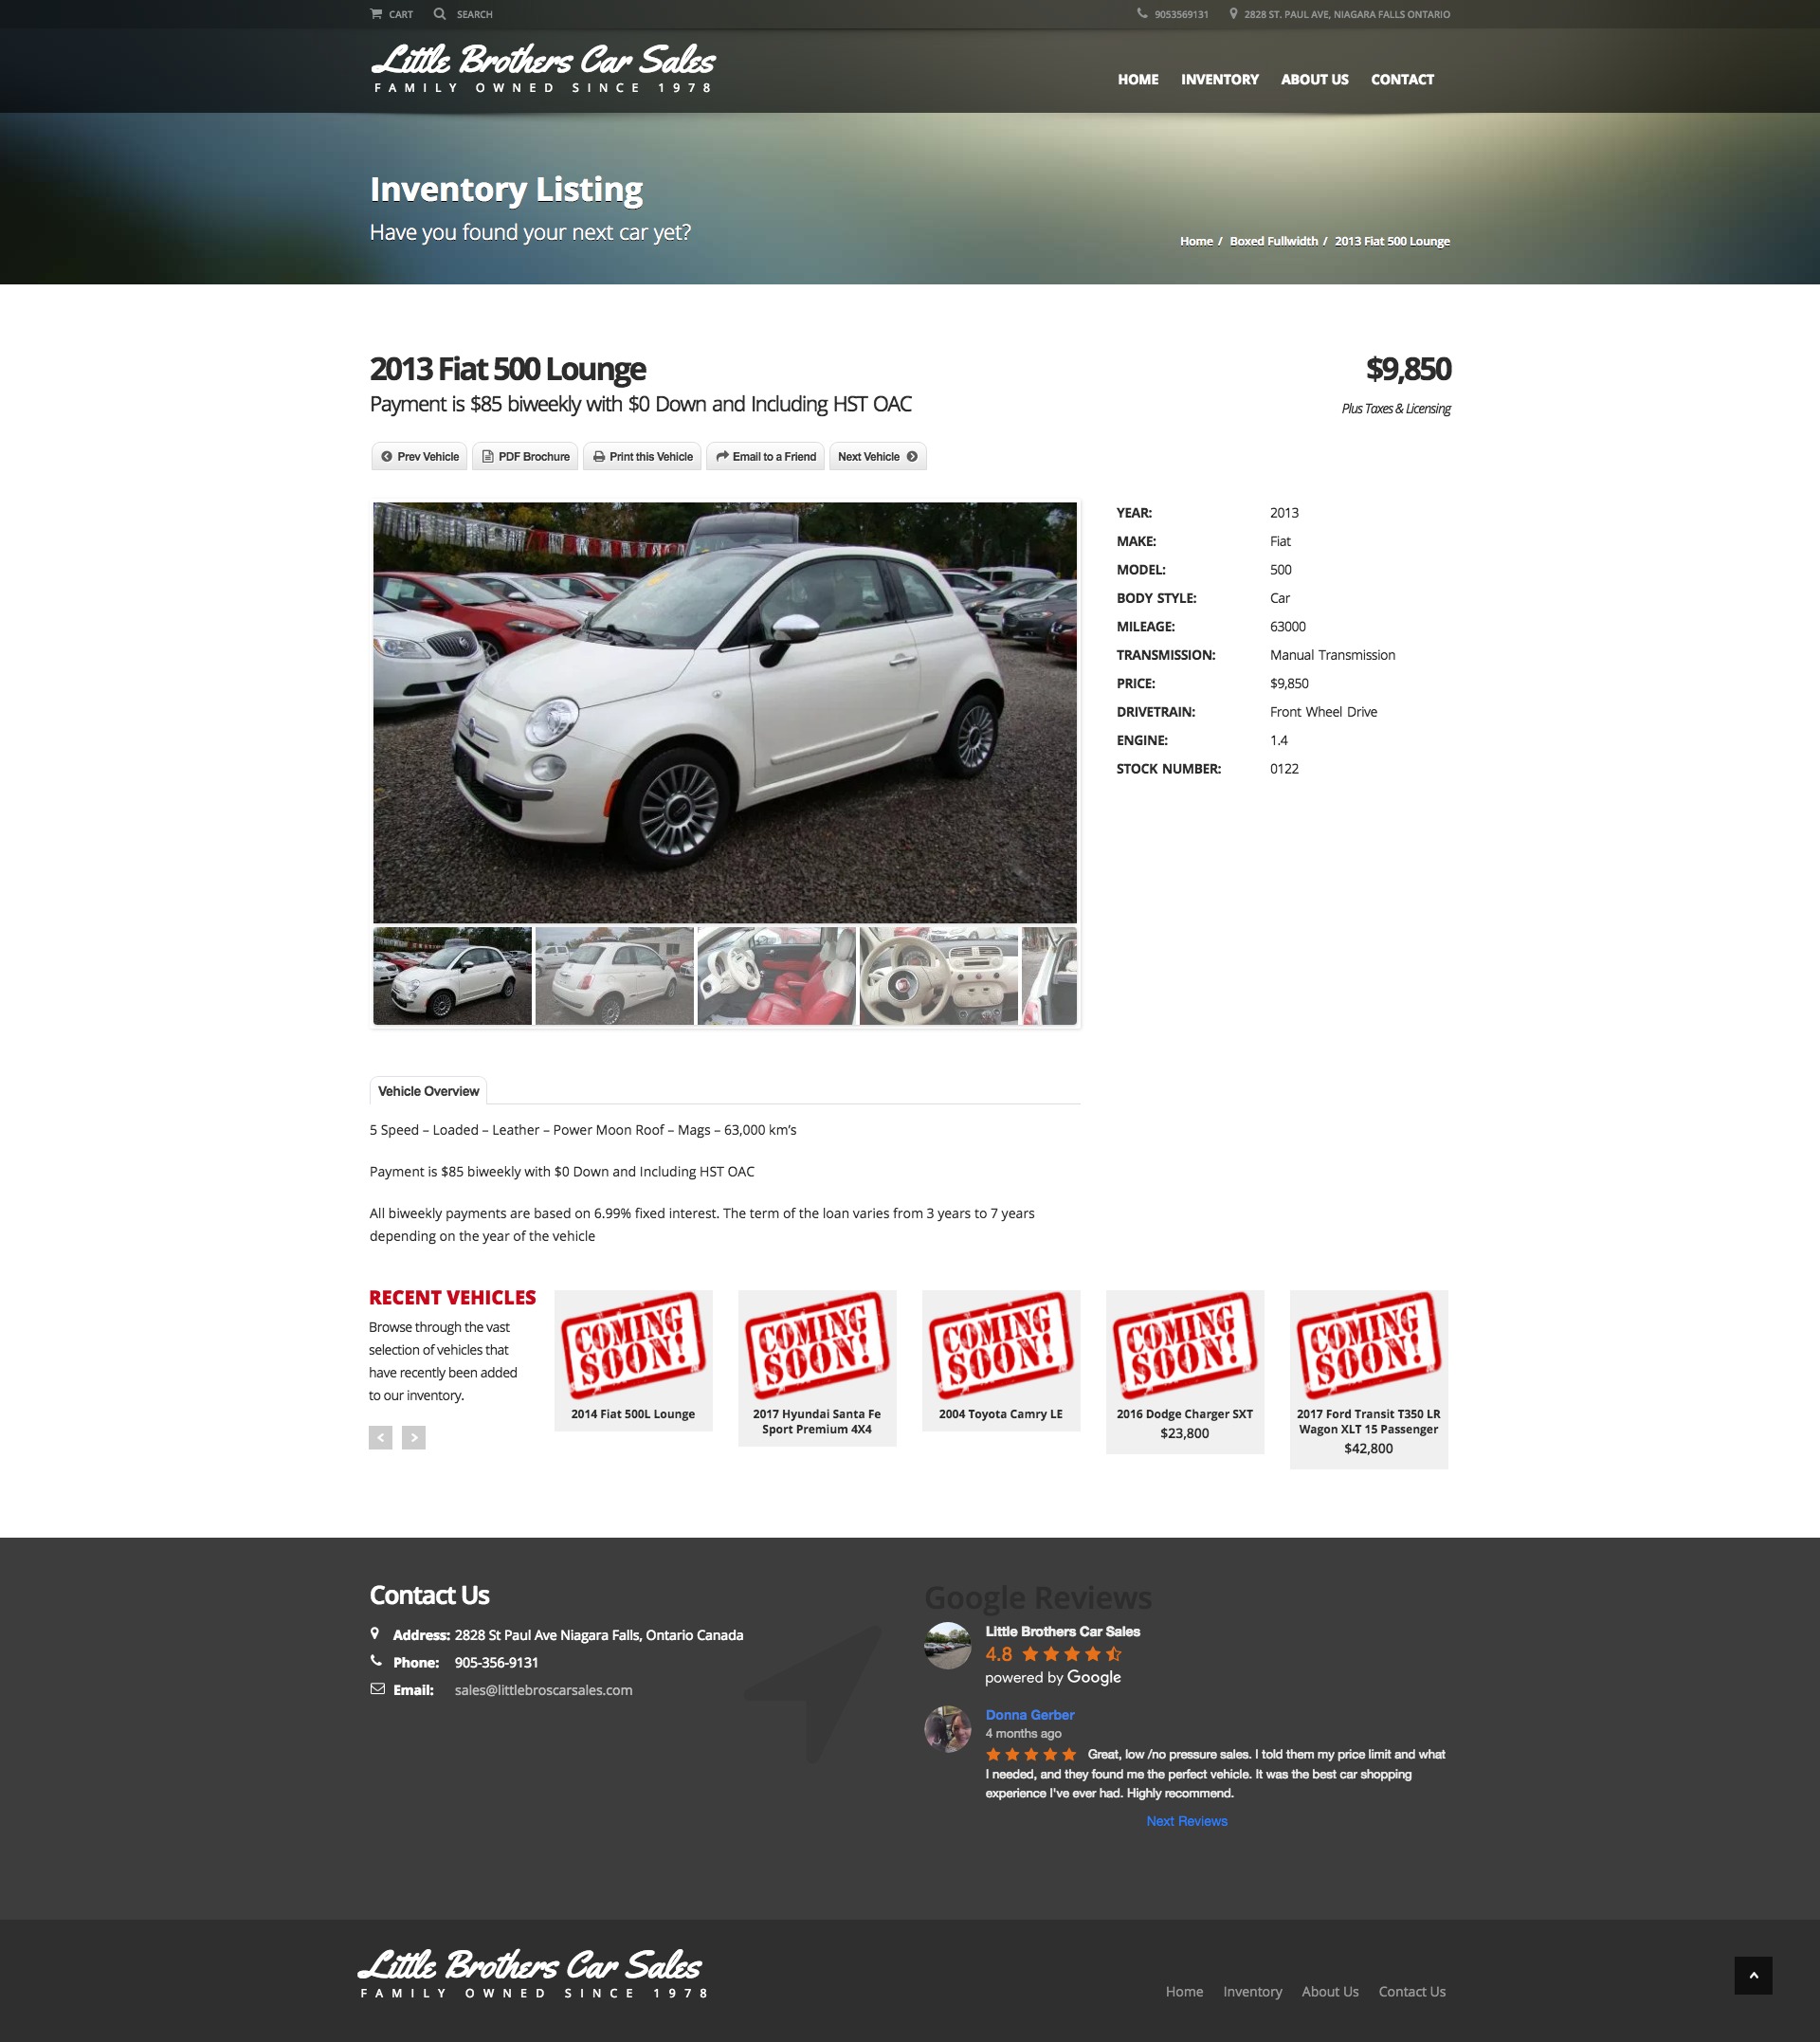 CART SEARCH 9053569131 2828 ST. PAUL AVE, NIAGARA FALLS ONTARIO
Little Brothers Car Sales
FAMILY OWNED SINCE 1978
HOME INVENTORY ABOUT US CONTACT
Inventory Listing
Have you found your next car yet?
Home / Boxed Fullwidth / 2013 Fiat 500 Lounge
2013 Fiat 500 Lounge
$9,850
Payment is $85 biweekly with $0 Down and Including HST OAC
Plus Taxes & Licensing
Prev Vehicle PDF Brochure Print this Vehicle Email to a Friend Next Vehicle
YEAR: 2013
MAKE: Fiat
MODEL: 500
BODY STYLE: Car
MILEAGE: 63000
TRANSMISSION: Manual Transmission
PRICE: $9,850
DRIVETRAIN: Front Wheel Drive
ENGINE: 1.4
STOCK NUMBER: 0122
Vehicle Overview
5 Speed – Loaded – Leather – Power Moon Roof – Mags – 63,000 km's
Payment is $85 biweekly with $0 Down and Including HST OAC
All biweekly payments are based on 6.99% fixed interest. The term of the loan varies from 3 years to 7 years
depending on the year of the vehicle
RECENT VEHICLES
Browse through the vast
selection of vehicles that
have recently been added
to our inventory.
COMING
SOON!
2014 Fiat 500L Lounge
COMING
SOON!
2017 Hyundai Santa Fe
Sport Premium 4X4
COMING
SOON!
2004 Toyota Camry LE
COMING
SOON!
2016 Dodge Charger SXT
$23,800
COMING
SOON!
2017 Ford Transit T350 LR
Wagon XLT 15 Passenger
$42,800
Contact Us
Address: 2828 St Paul Ave Niagara Falls, Ontario Canada
Phone: 905-356-9131
Email: sales@littlebroscarsales.com
Google Reviews
Little Brothers Car Sales
4.8
powered by Google
Donna Gerber
4 months ago
Great, low /no pressure sales. I told them my price limit and what
I needed, and they found me the perfect vehicle. It was the best car shopping
experience I've ever had. Highly recommend.
Next Reviews
Little Brothers Car Sales
FAMILY OWNED SINCE 1978
Home Inventory About Us Contact Us